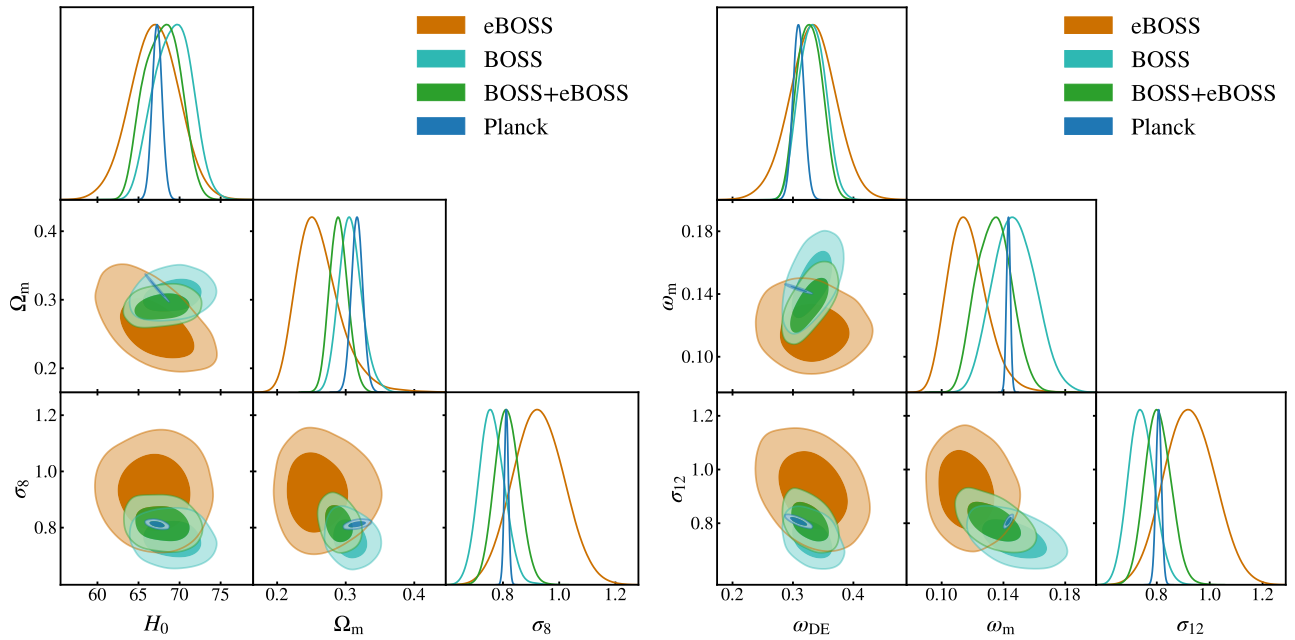 eBOSS
BOSS
BOSS+eBOSS
Planck
0.4
0.3
0.2
Ωm
1.2
1.0
0.8
σ8
60 65 70 75
H0
0.2 0.3 0.4
Ωm
0.8 1.0 1.2
σ8
eBOSS
BOSS
BOSS+eBOSS
Planck
0.18
0.14
0.10
ωm
1.2
1.0
0.8
σ12
0.2 0.3 0.4
ωDE
0.10 0.14 0.18
ωm
0.8 1.0 1.2
σ12